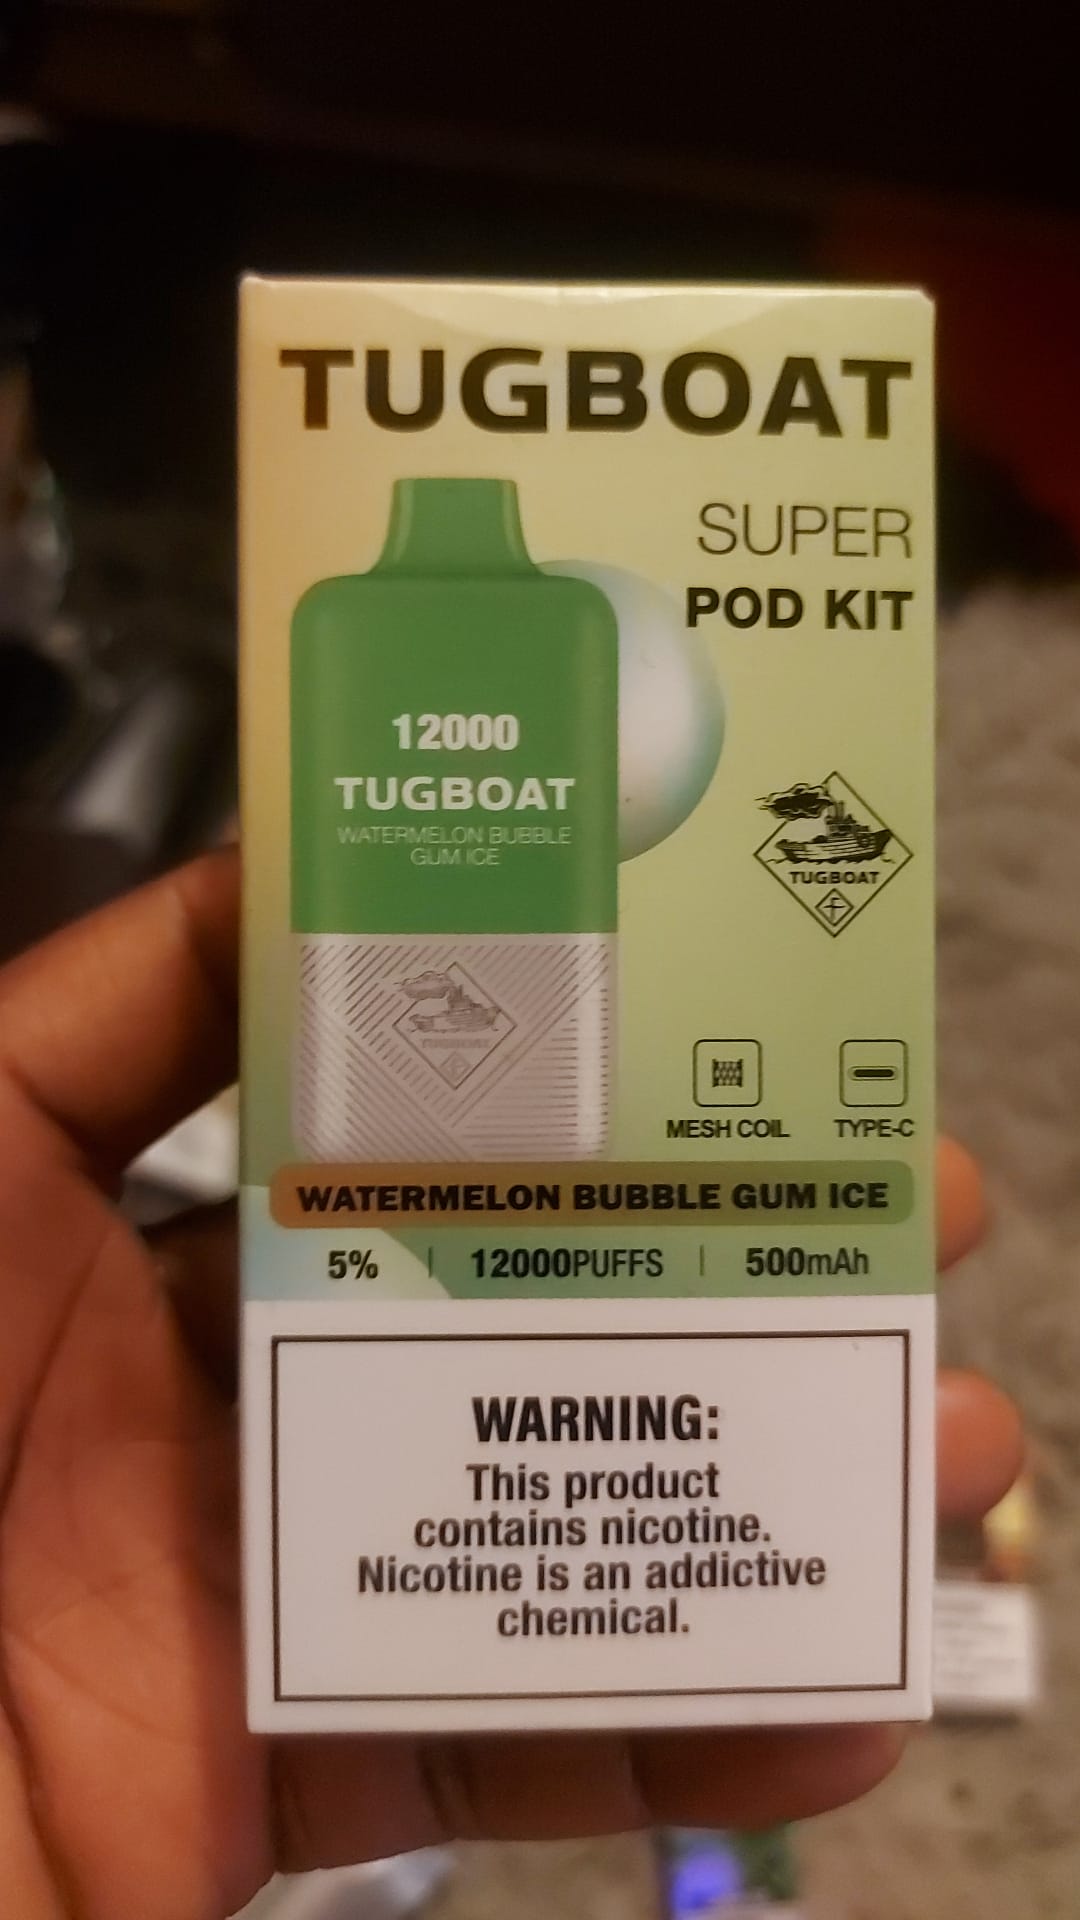 TUGBOAT
SUPER
POD KIT
12000
TUGBOAT
WATERMELON BUBBLE
GUM ICE
TUGBOAT
TUGBOAT
MESH COIL TYPE-C
WATERMELON BUBBLE GUM ICE
5% | 12000PUFFS | 500mAh
WARNING:
This product
contains nicotine.
Nicotine is an addictive
chemical.